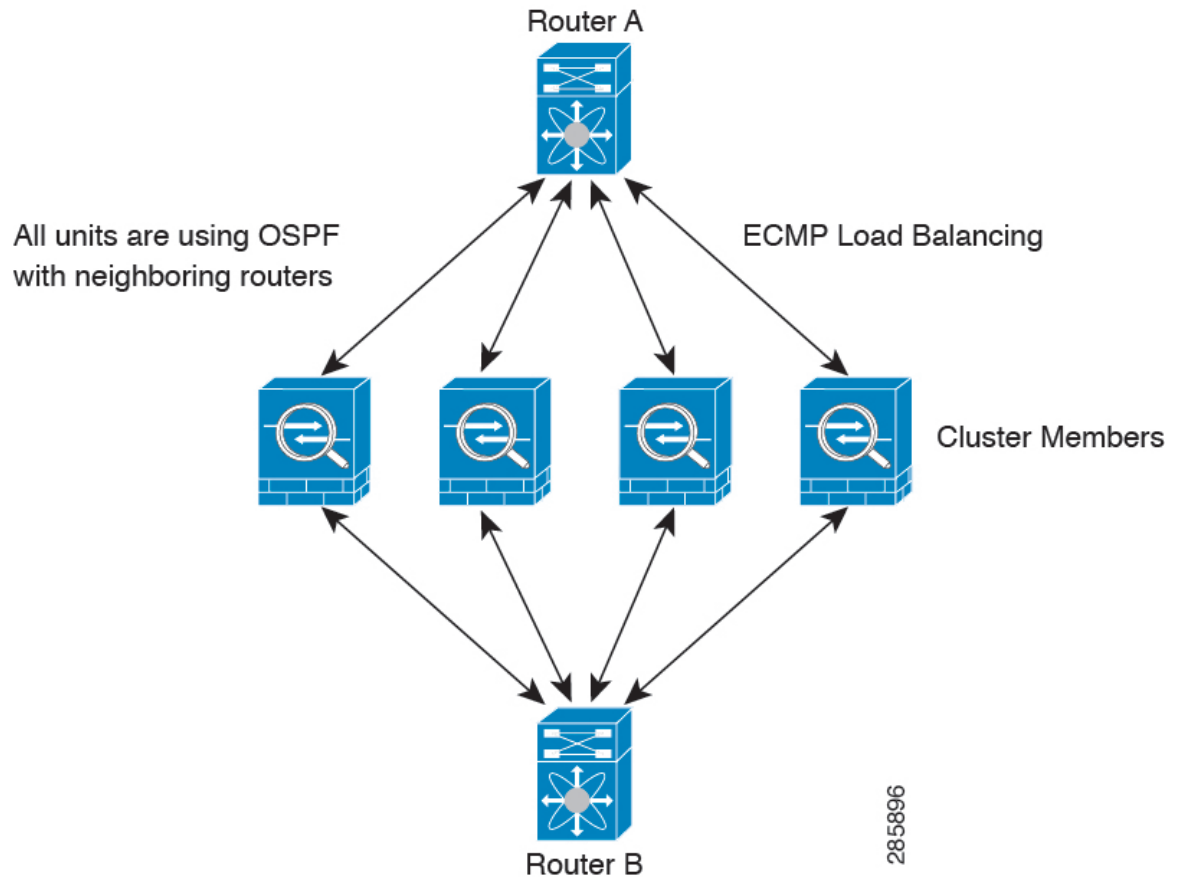 Router A
All units are using OSPF
with neighboring routers
ECMP Load Balancing
Cluster Members
285896
Router B